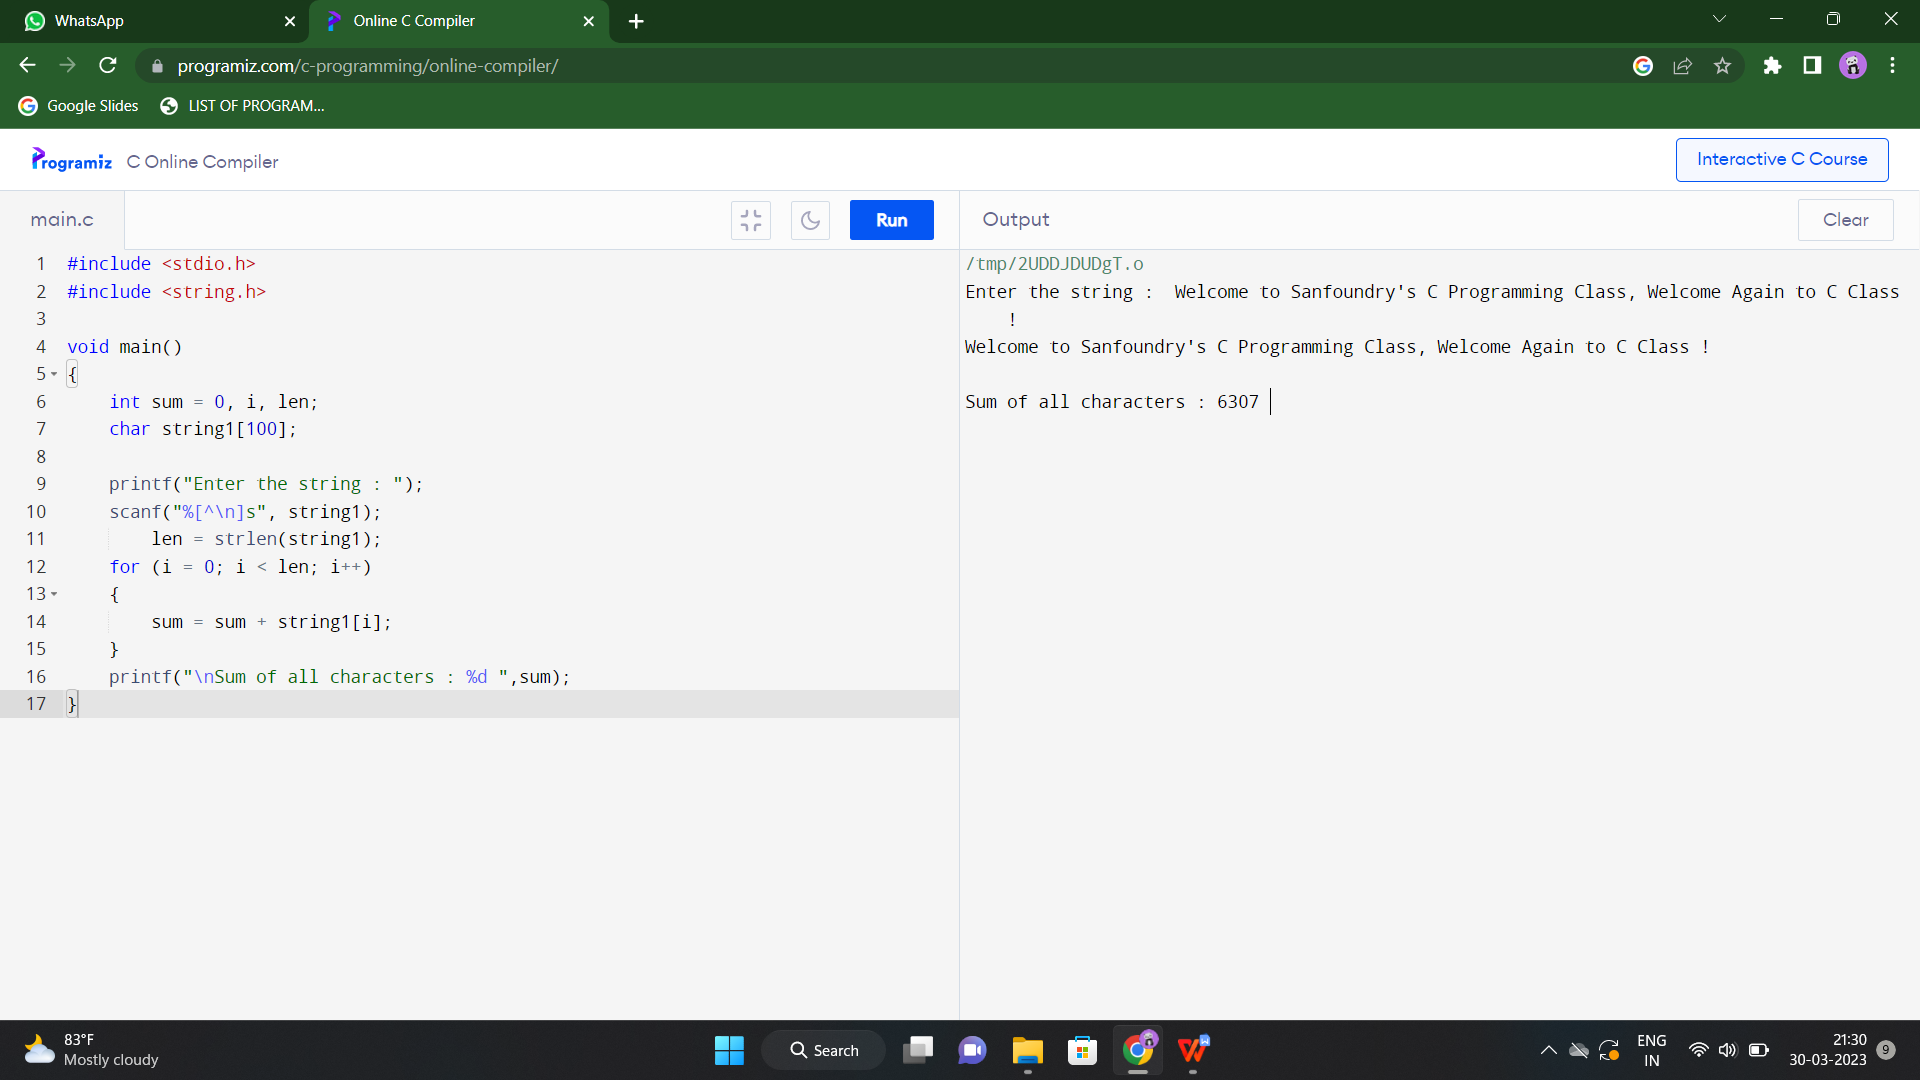 WhatsApp
Online C Compiler
programiz.com/c-programming/online-compiler/
Google Slides
LIST OF PROGRAM...
Programiz C Online Compiler
Interactive C Course
main.c
Run
Output
Clear
1 #include <stdio.h>
2 #include <string.h>
3
4 void main()
5 {
6 int sum = 0, i, len;
7 char string1[100];
8
9 printf("Enter the string : ");
10 scanf("%[^\n]s", string1);
11 len = strlen(string1);
12 for (i = 0; i < len; i++)
13 {
14 sum = sum + string1[i];
15 }
16 printf("\nSum of all characters : %d ",sum);
17 }
/tmp/2UDDJDUDgT.o
Enter the string :  Welcome to Sanfoundry's C Programming Class, Welcome Again to C Class
!
Welcome to Sanfoundry's C Programming Class, Welcome Again to C Class !
Sum of all characters : 6307
83°F
Mostly cloudy
Search
ENG
IN
21:30
30-03-2023
9